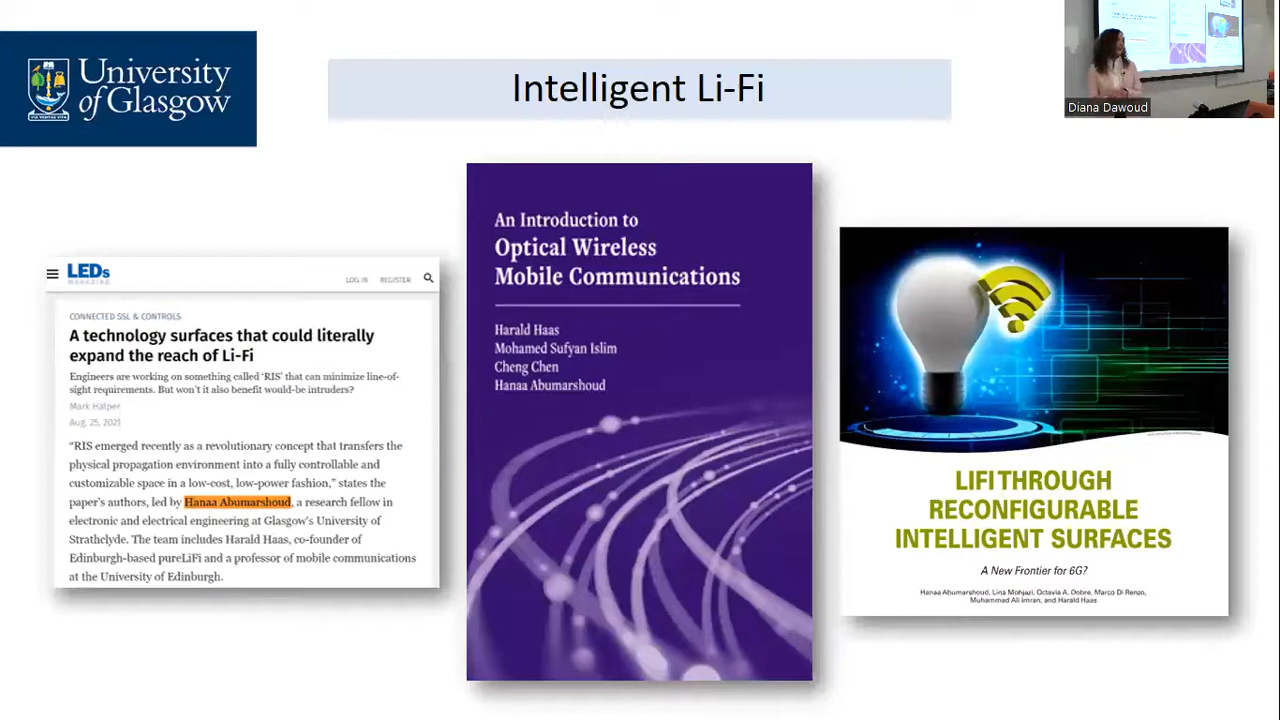 University
of Glasgow
Intelligent Li-Fi
Diana Dawoud
LEDs
MAGAZINE
LOG IN
REGISTER
CONNECTED SSL & CONTROLS
A technology surfaces that could literally
expand the reach of Li-Fi
Engineers are working on something called ‘RIS’ that can minimize line-of-
sight requirements. But won’t it also benefit would-be intruders?
Mark Halper
Aug. 25, 2021
“RIS emerged recently as a revolutionary concept that transfers the
physical propagation environment into a fully controllable and
customizable space in a low-cost, low-power fashion,” states the
paper’s authors, led by Hanaa Abumarshoud, a research fellow in
electronic and electrical engineering at Glasgow’s University of
Strathclyde. The team includes Harald Haas, co-founder of
Edinburgh-based pureLiFi and a professor of mobile communications
at the University of Edinburgh.
An Introduction to
Optical Wireless
Mobile Communications
Harald Haas
Mohamed Sufyan Islim
Cheng Chen
Hanaa Abumarshoud
LIFI THROUGH
RECONFIGURABLE
INTELLIGENT SURFACES
A New Frontier for 6G?
Hanaa Abumarshoud, Lina Mohjazi, Octavia A. Dobre, Marco Di Renzo,
Muhammad Ali Imran, and Harald Haas